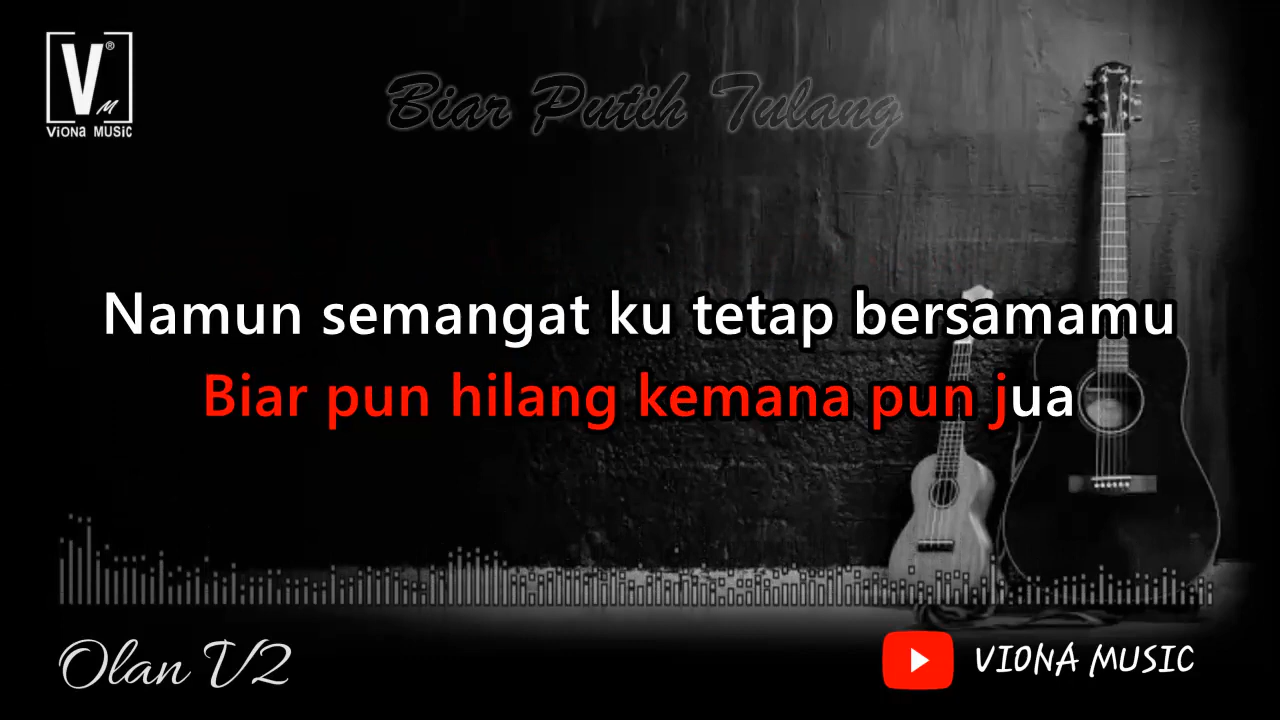 V®
M
VIONA MUSIC
Biar Putih Tulang
Namun semangat ku tetap bersamamu
Biar pun hilang kemana pun jua
Olan V2
VIONA MUSIC
Fender